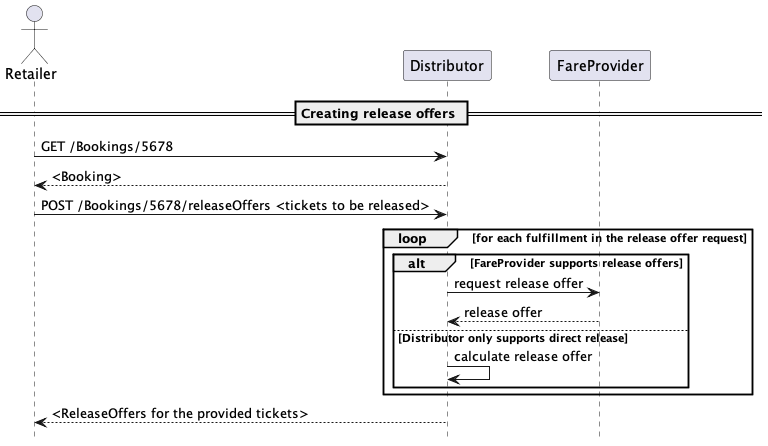 Retailer
Distributor
FareProvider
Creating release offers
GET /Bookings/5678
<Booking>
POST /Bookings/5678/releaseOffers <tickets to be released>
loop [for each fulfillment in the release offer request]
alt [FareProvider supports release offers]
request release offer
release offer
[Distributor only supports direct release]
calculate release offer
<ReleaseOffers for the provided tickets>